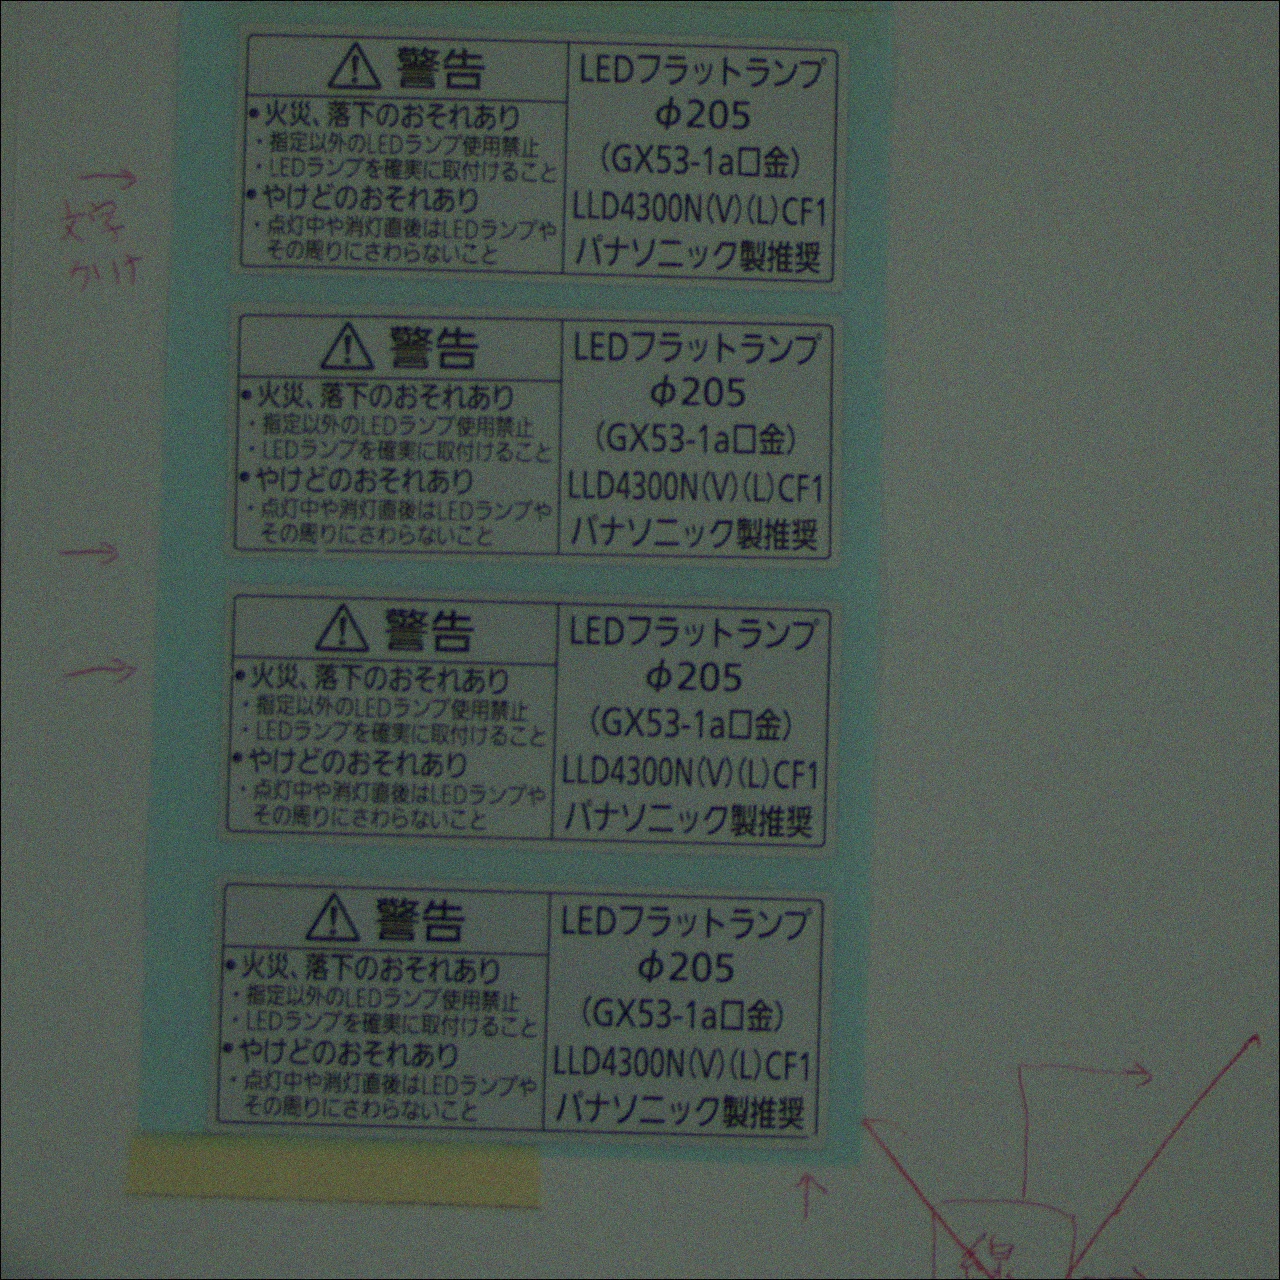 ⚠ 警告
•火災、落下のおそれあり
・指定以外のLEDランプ使用禁止
・LEDランプを確実に取付けること
•やけどのおそれあり
・点灯中や消灯直後はLEDランプや
その周りにさわらないこと
LEDフラットランプ
Φ205
(GX53-1a口金)
LLD4300N(V)(L)CF1
パナソニック製推奨
文字
カけ
⚠ 警告
•火災、落下のおそれあり
・指定以外のLEDランプ使用禁止
・LEDランプを確実に取付けること
•やけどのおそれあり
・点灯中や消灯直後はLEDランプや
その周りにさわらないこと
LEDフラットランプ
Φ205
(GX53-1a口金)
LLD4300N(V)(L)CF1
パナソニック製推奨
⚠ 警告
•火災、落下のおそれあり
・指定以外のLEDランプ使用禁止
・LEDランプを確実に取付けること
•やけどのおそれあり
・点灯中や消灯直後はLEDランプや
その周りにさわらないこと
LEDフラットランプ
Φ205
(GX53-1a口金)
LLD4300N(V)(L)CF1
パナソニック製推奨
⚠ 警告
•火災、落下のおそれあり
・指定以外のLEDランプ使用禁止
・LEDランプを確実に取付けること
•やけどのおそれあり
・点灯中や消灯直後はLEDランプや
その周りにさわらないこと
LEDフラットランプ
Φ205
(GX53-1a口金)
LLD4300N(V)(L)CF1
パナソニック製推奨
線